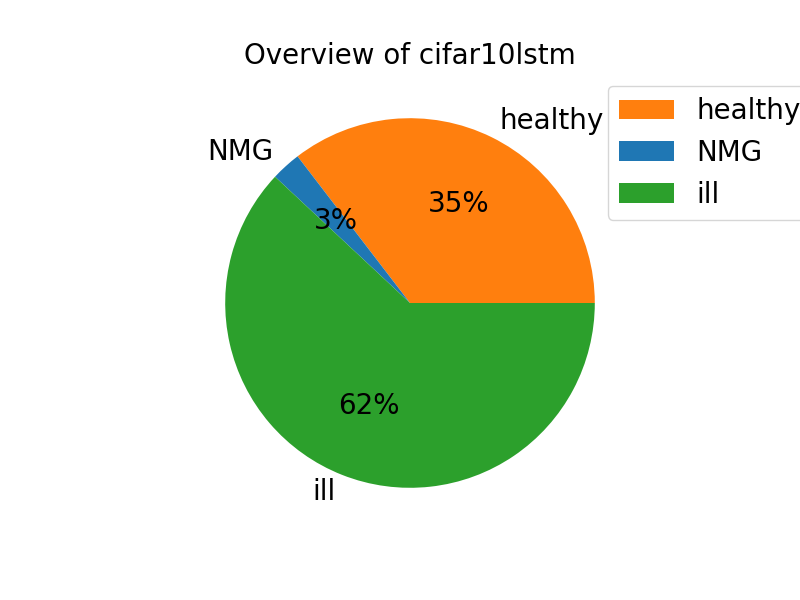 Overview of cifar10lstm
healthy
NMG
ill
healthy
NMG
35%
3%
62%
ill